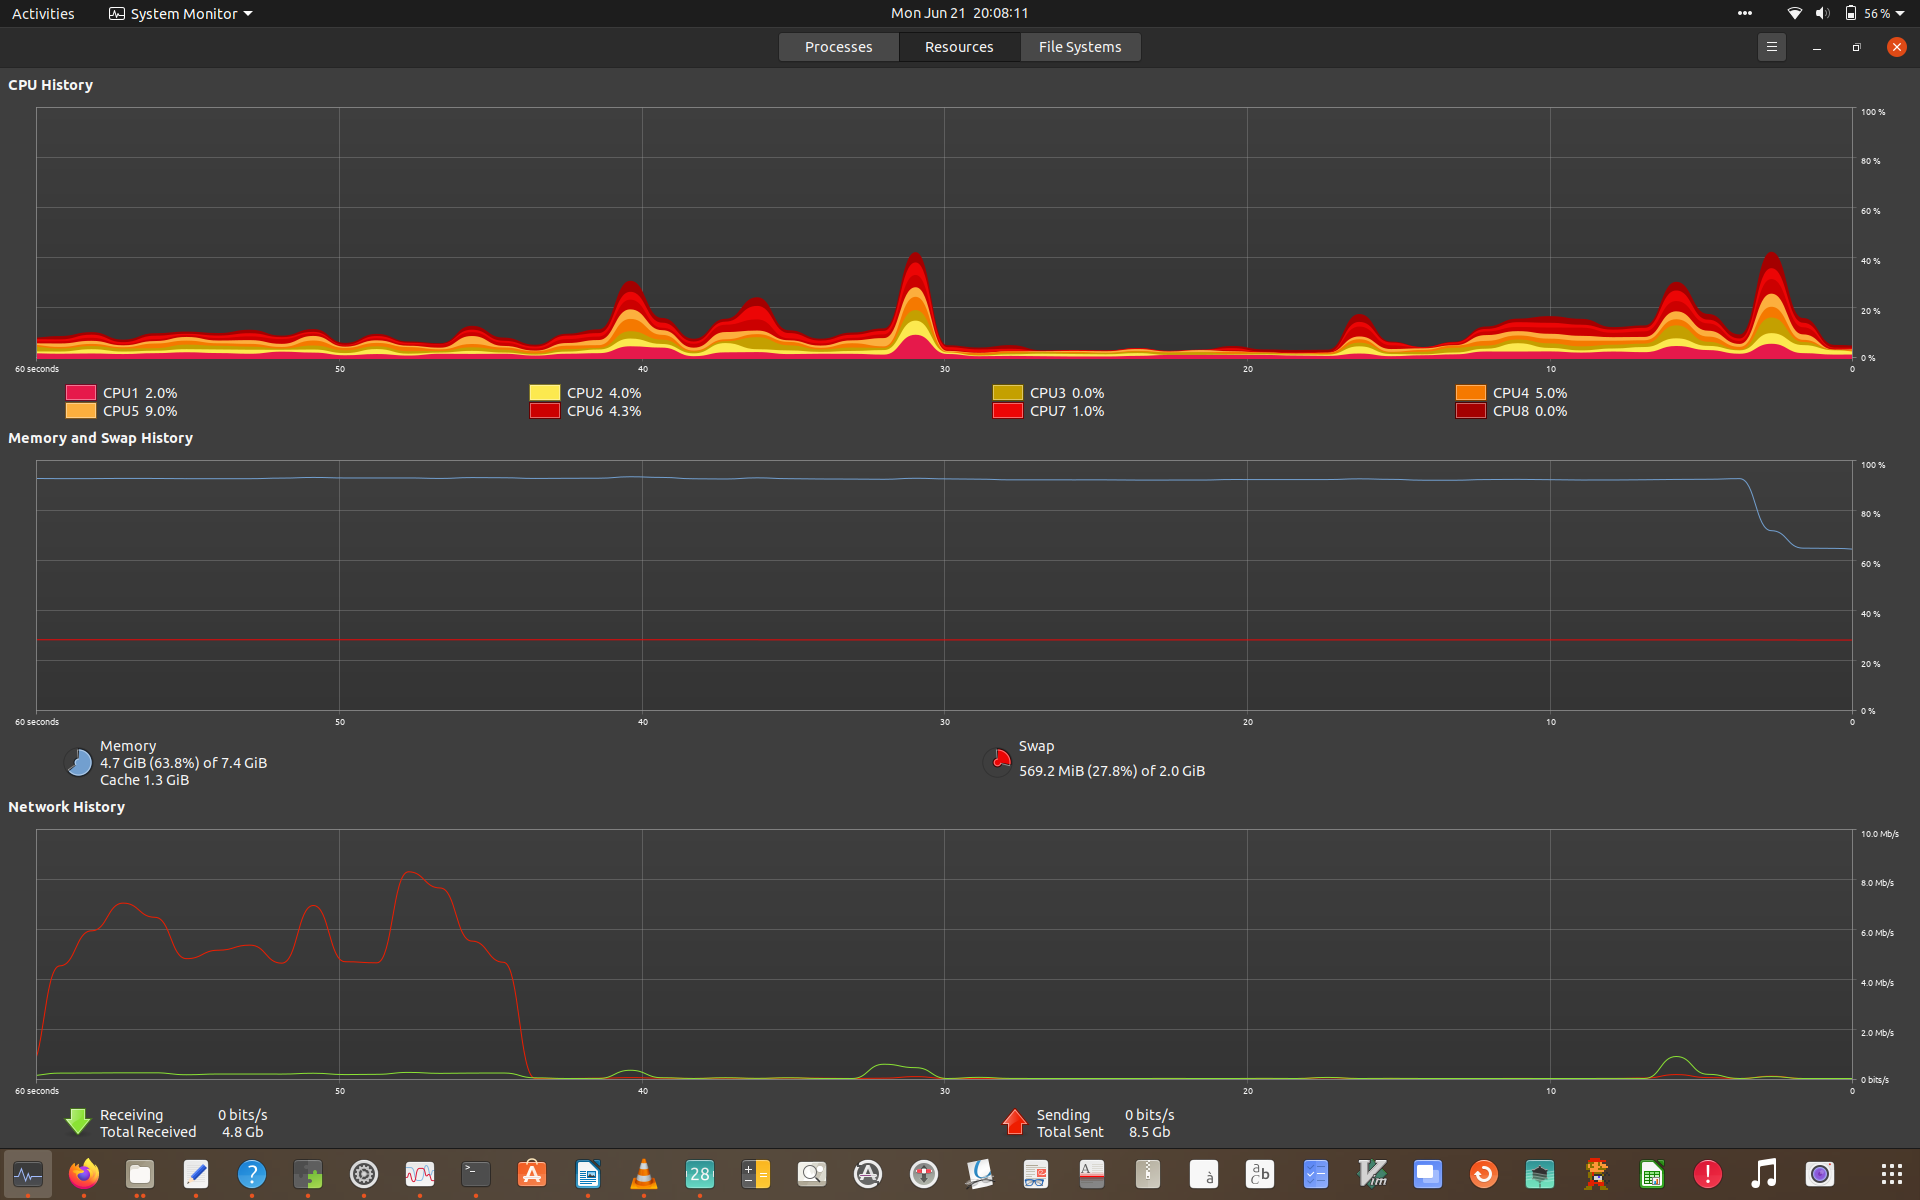 Activities System Monitor Mon Jun 21 20:08:11 56 %
Processes Resources File Systems
CPU History
100 %
80 %
60 %
40 %
20 %
0 %
60 seconds 50 40 30 20 10 0
CPU1 2.0% CPU2 4.0% CPU3 0.0% CPU4 5.0%
CPU5 9.0% CPU6 4.3% CPU7 1.0% CPU8 0.0%
Memory and Swap History
100 %
80 %
60 %
40 %
20 %
0 %
60 seconds 50 40 30 20 10 0
Memory
4.7 GiB (63.8%) of 7.4 GiB
Cache 1.3 GiB
Swap
569.2 MiB (27.8%) of 2.0 GiB
Network History
10.0 Mb/s
8.0 Mb/s
6.0 Mb/s
4.0 Mb/s
2.0 Mb/s
0 bits/s
60 seconds 50 40 30 20 10 0
Receiving 0 bits/s
Total Received 4.8 Gb
Sending 0 bits/s
Total Sent 8.5 Gb
28
à
a b c
Vim